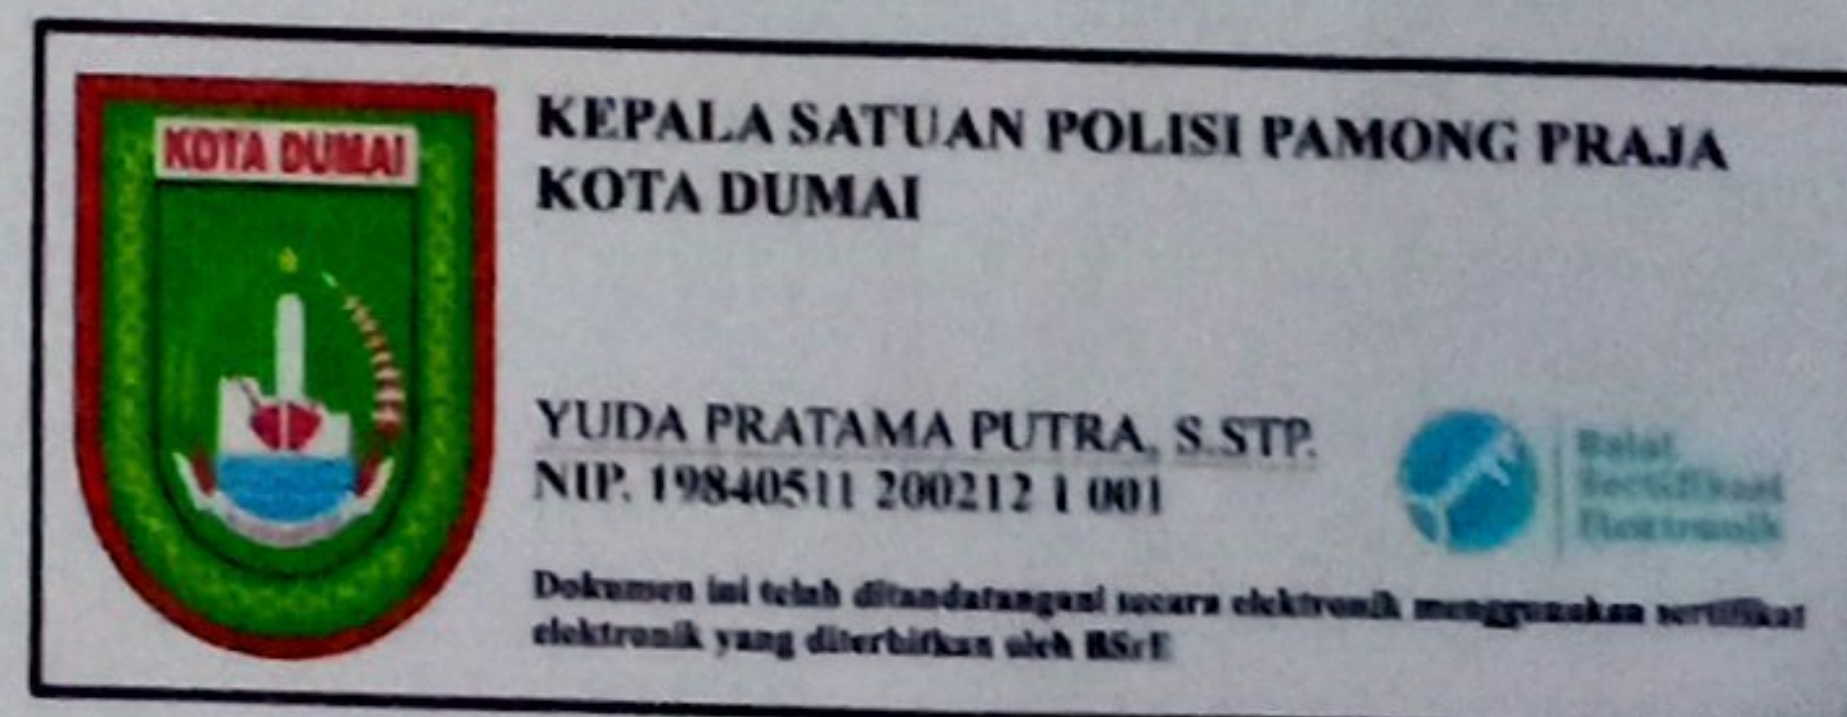 KOTA DUMAI
KEPALA SATUAN POLISI PAMONG PRAJA
KOTA DUMAI
YUDA PRATAMA PUTRA, S.STP.
NIP. 19840511 200212 1 001
Balai
Sertifikasi
Elektronik
Dokumen ini telah ditandatangani secara elektronik menggunakan sertifikat
elektronik yang diterbitkan oleh BSrE